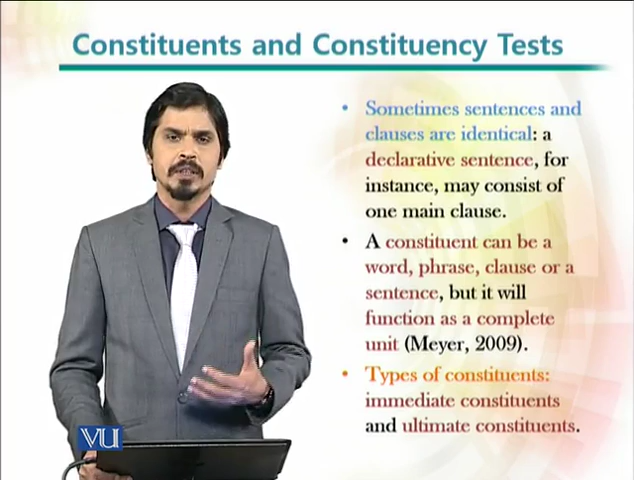 Constituents and Constituency Tests
• Sometimes sentences and
clauses are identical: a
declarative sentence, for
instance, may consist of
one main clause.
• A constituent can be a
word, phrase, clause or a
sentence, but it will
function as a complete
unit (Meyer, 2009).
• Types of constituents:
immediate constituents
and ultimate constituents.
VU